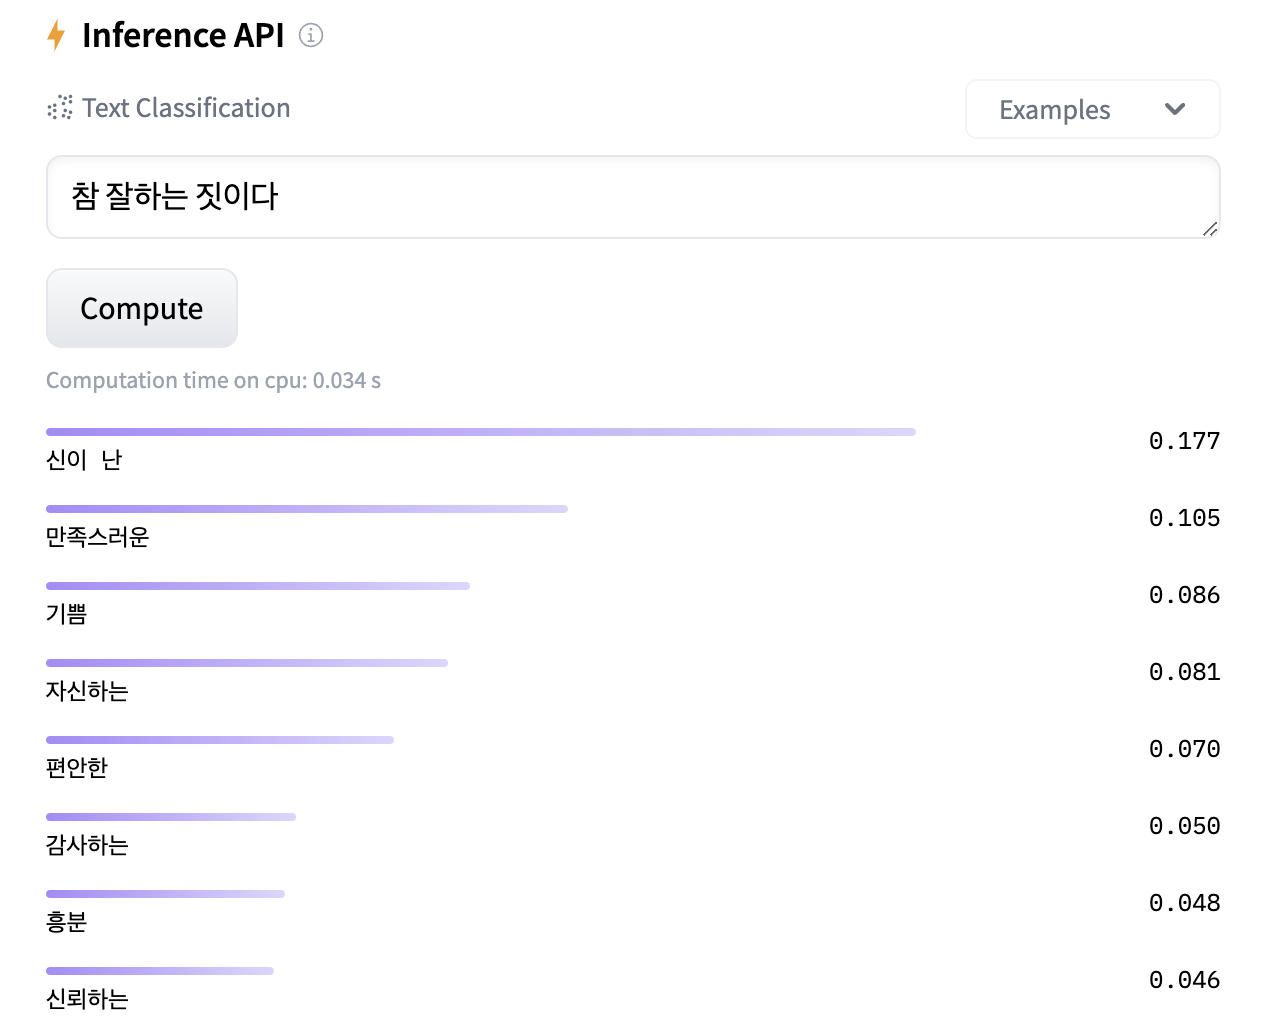 Inference API
Text Classification
Examples
참 잘하는 짓이다
Compute
Computation time on cpu: 0.034 s
신이 난 0.177
만족스러운 0.105
기쁨 0.086
자신하는 0.081
편안한 0.070
감사하는 0.050
흥분 0.048
신뢰하는 0.046